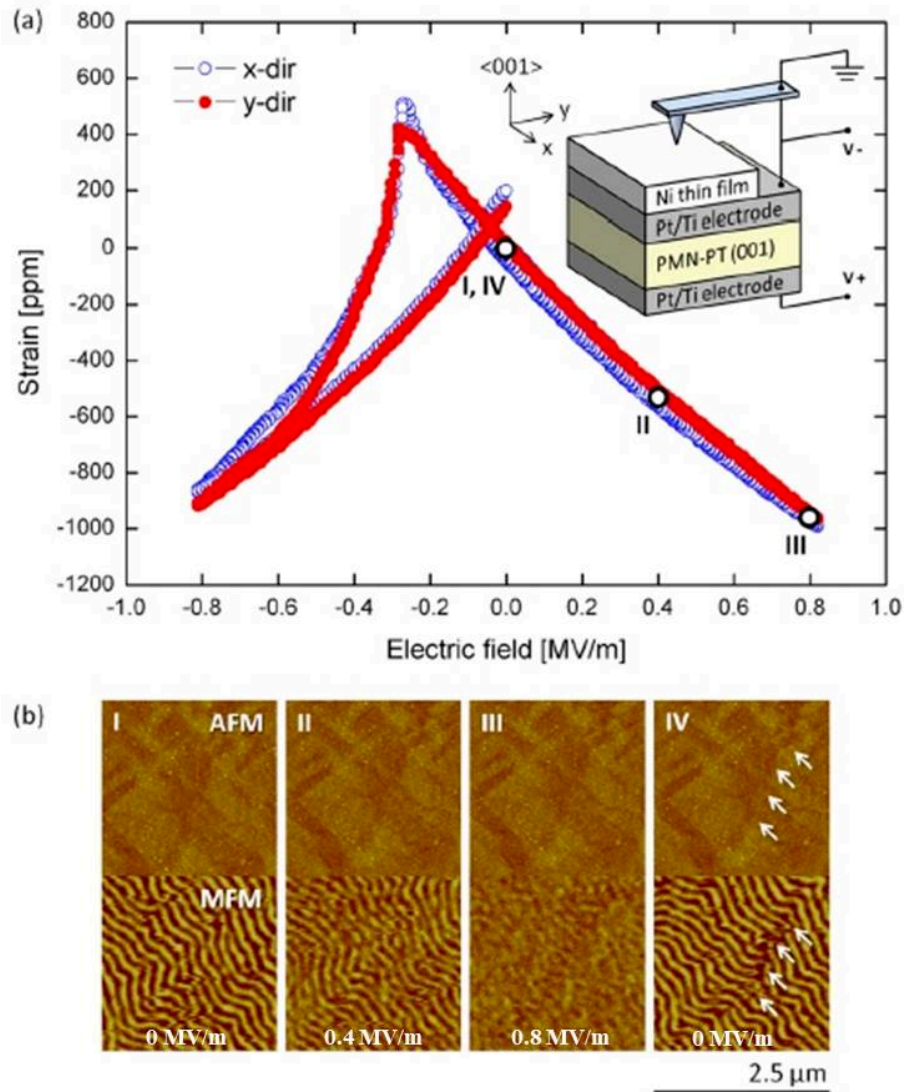 (a)
800
600
400
200
0
-200
-400
-600
-800
-1000
-1200
Strain [ppm]
x-dir
y-dir
<001>
y
x
v-
Ni thin film
Pt/Ti electrode
PMN-PT (001)
Pt/Ti electrode
v+
I, IV
II
III
-1.0 -0.8 -0.6 -0.4 -0.2 0.0 0.2 0.4 0.6 0.8 1.0
Electric field [MV/m]
(b)
I AFM II III IV
MFM
0 MV/m 0.4 MV/m 0.8 MV/m 0 MV/m
2.5 µm